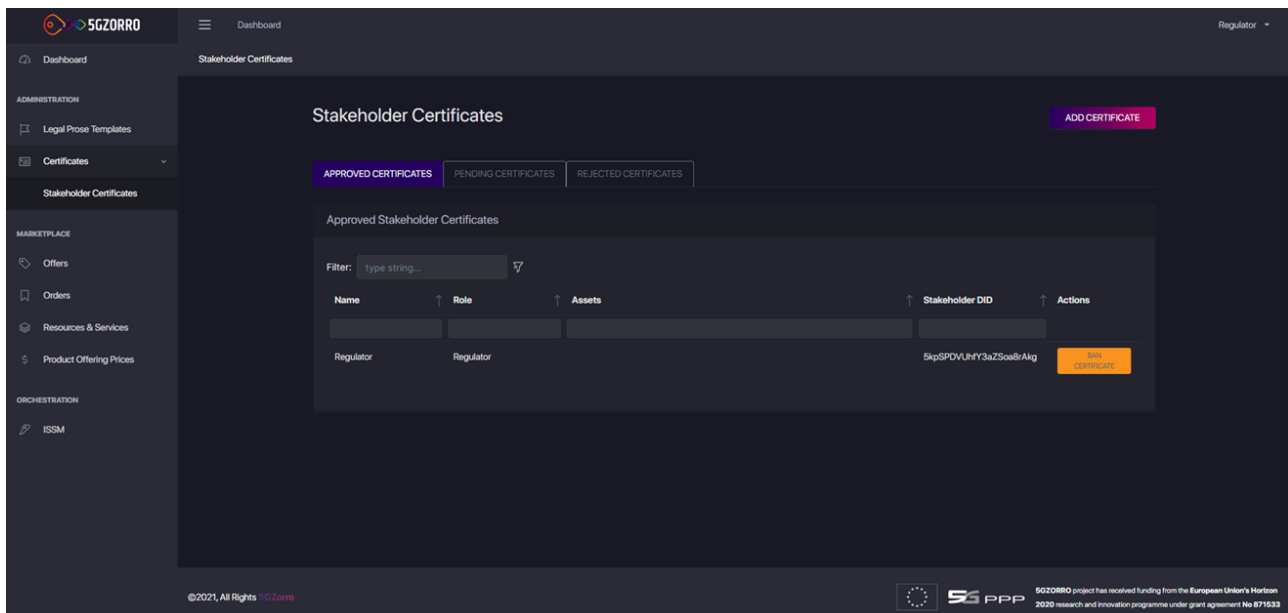 5GZORRO
Dashboard
Regulator
Dashboard
Stakeholder Certificates
ADMINISTRATION
Legal Prose Templates
Certificates
Stakeholder Certificates
MARKETPLACE
Offers
Orders
Resources & Services
Product Offering Prices
ORCHESTRATION
ISSM
Stakeholder Certificates
ADD CERTIFICATE
APPROVED CERTIFICATES PENDING CERTIFICATES REJECTED CERTIFICATES
Approved Stakeholder Certificates
Filter: type string...
Name Role Assets Stakeholder DID Actions
Regulator Regulator 5kpSPDVUhfY3aZSoa8rAkg BAN
CERTIFICATE
©2021, All Rights 5GZorro
5G PPP
5GZORRO project has received funding from the European Union's Horizon
2020 research and innovation programme under grant agreement No 871533